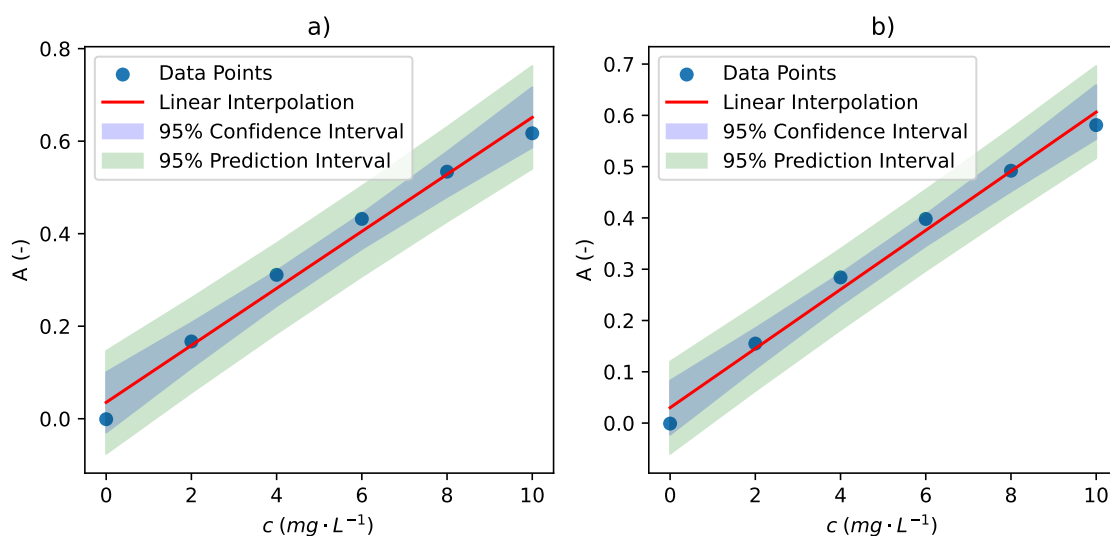 a)
0.8
0.6
0.4
0.2
0.0
A (-)
Data Points
Linear Interpolation
95% Confidence Interval
95% Prediction Interval
0 2 4 6 8 10
c (mg · L⁻¹)
b)
0.7
0.6
0.5
0.4
0.3
0.2
0.1
0.0
A (-)
Data Points
Linear Interpolation
95% Confidence Interval
95% Prediction Interval
0 2 4 6 8 10
c (mg · L⁻¹)